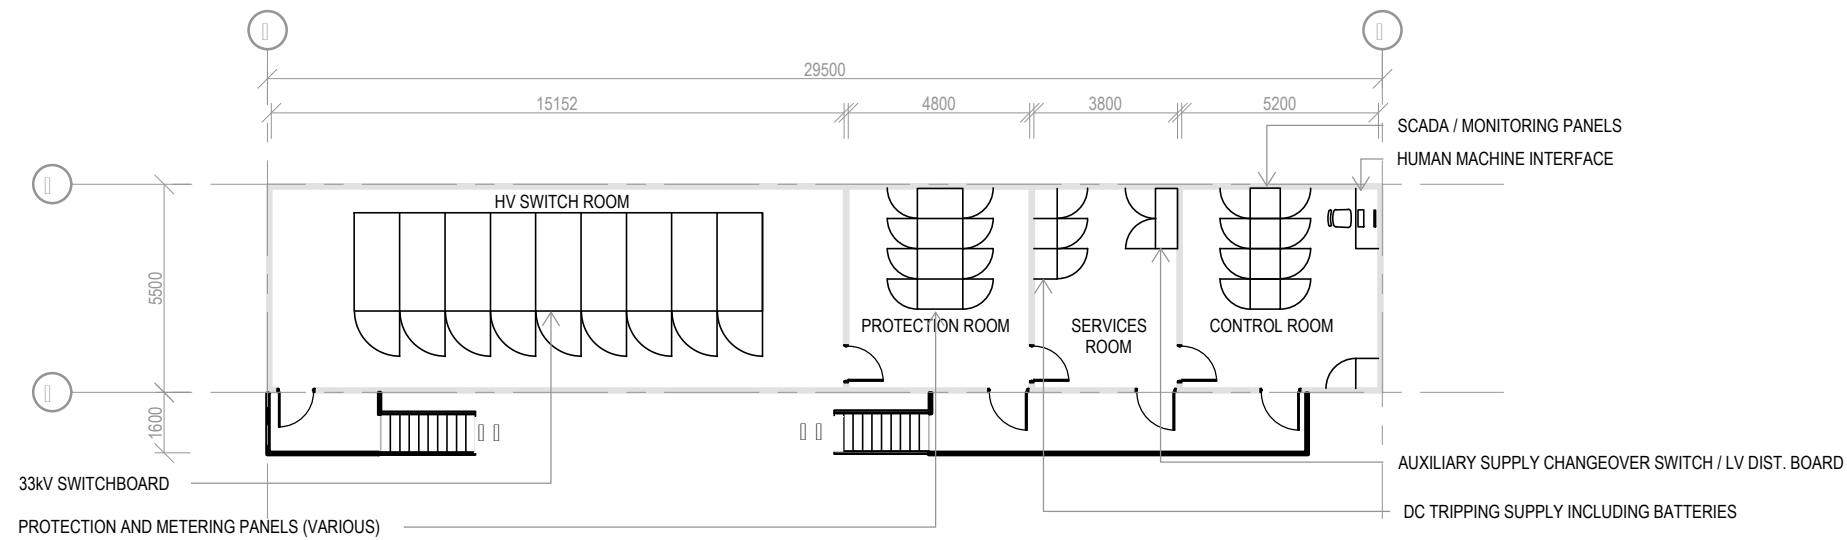 29500
15152
4800
3800
5200
SCADA / MONITORING PANELS
HUMAN MACHINE INTERFACE
HV SWITCH ROOM
5500
PROTECTION ROOM
SERVICES
ROOM
CONTROL ROOM
1600
33kV SWITCHBOARD
AUXILIARY SUPPLY CHANGEOVER SWITCH / LV DIST. BOARD
DC TRIPPING SUPPLY INCLUDING BATTERIES
PROTECTION AND METERING PANELS (VARIOUS)